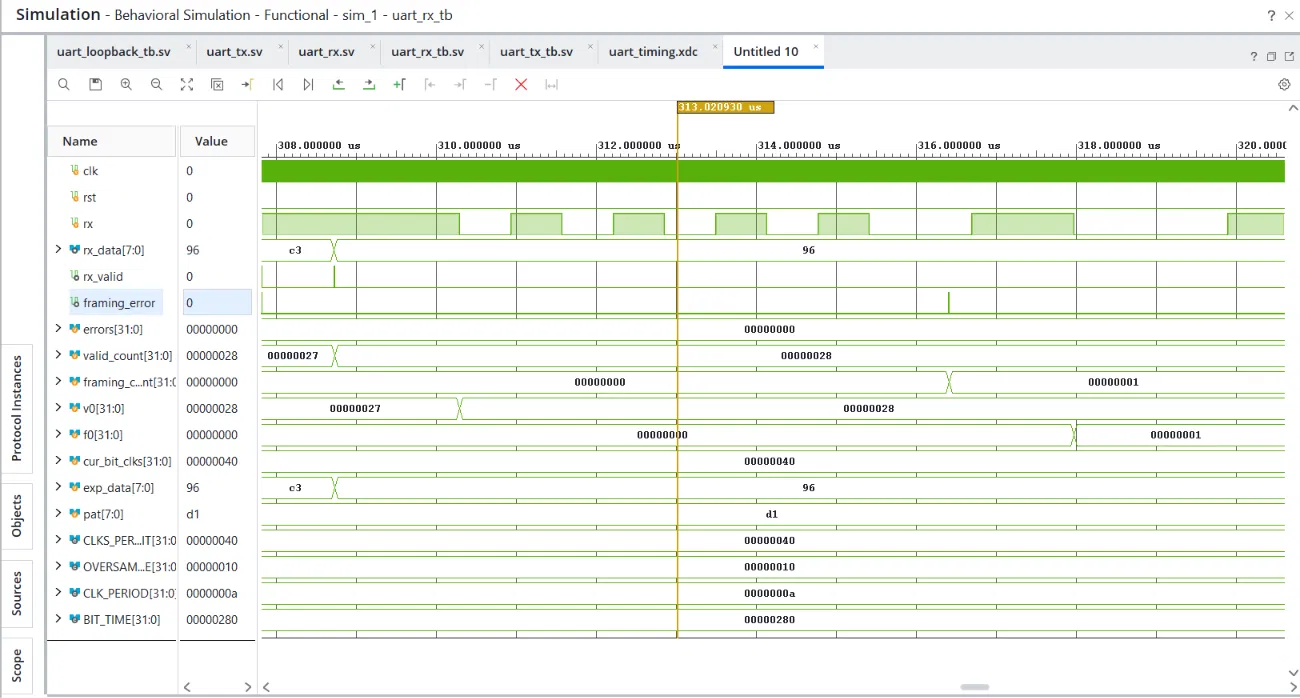 Simulation - Behavioral Simulation - Functional - sim_1 - uart_rx_tb ? ×
uart_loopback_tb.sv × uart_tx.sv × uart_rx.sv × uart_rx_tb.sv × uart_tx_tb.sv × uart_timing.xdc × Untitled 10 × ?
313.020930 us
Name Value 308.000000 us 310.000000 us 312.000000 us 314.000000 us 316.000000 us 318.000000 us 320.000
clk 0
rst 0
rx 0
rx_data[7:0] 96 c3 96
rx_valid 0
framing_error 0
errors[31:0] 00000000 00000000
valid_count[31:0] 00000028 00000027 00000028
framing_c...nt[31:0 00000000 00000000 00000001
v0[31:0] 00000028 00000027 00000028
f0[31:0] 00000000 00000000 00000001
cur_bit_clks[31:0] 00000040 00000040
exp_data[7:0] 96 c3 96
pat[7:0] d1 d1
CLKS_PER...IT[31:0 00000040 00000040
OVERSAM...E[31:0 00000010 00000010
CLK_PERIOD[31:0] 0000000a 0000000a
BIT_TIME[31:0] 00000280 00000280
Protocol Instances
Objects
Sources
Scope